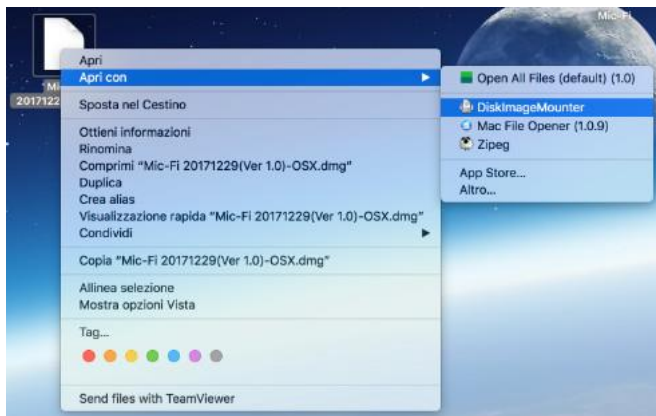 Mic-Fi
Mi
2017122
Apri
Apri con
Sposta nel Cestino
Ottieni informazioni
Rinomina
Comprimi “Mic-Fi 20171229(Ver 1.0)-OSX.dmg”
Duplica
Crea alias
Visualizzazione rapida “Mic-Fi 20171229(Ver 1.0)-OSX.dmg”
Condividi
Copia “Mic-Fi 20171229(Ver 1.0)-OSX.dmg”
Allinea selezione
Mostra opzioni Vista
Tag...
Send files with TeamViewer
Open All Files (default) (1.0)
DiskImageMounter
Mac File Opener (1.0.9)
Zipeg
App Store...
Altro...